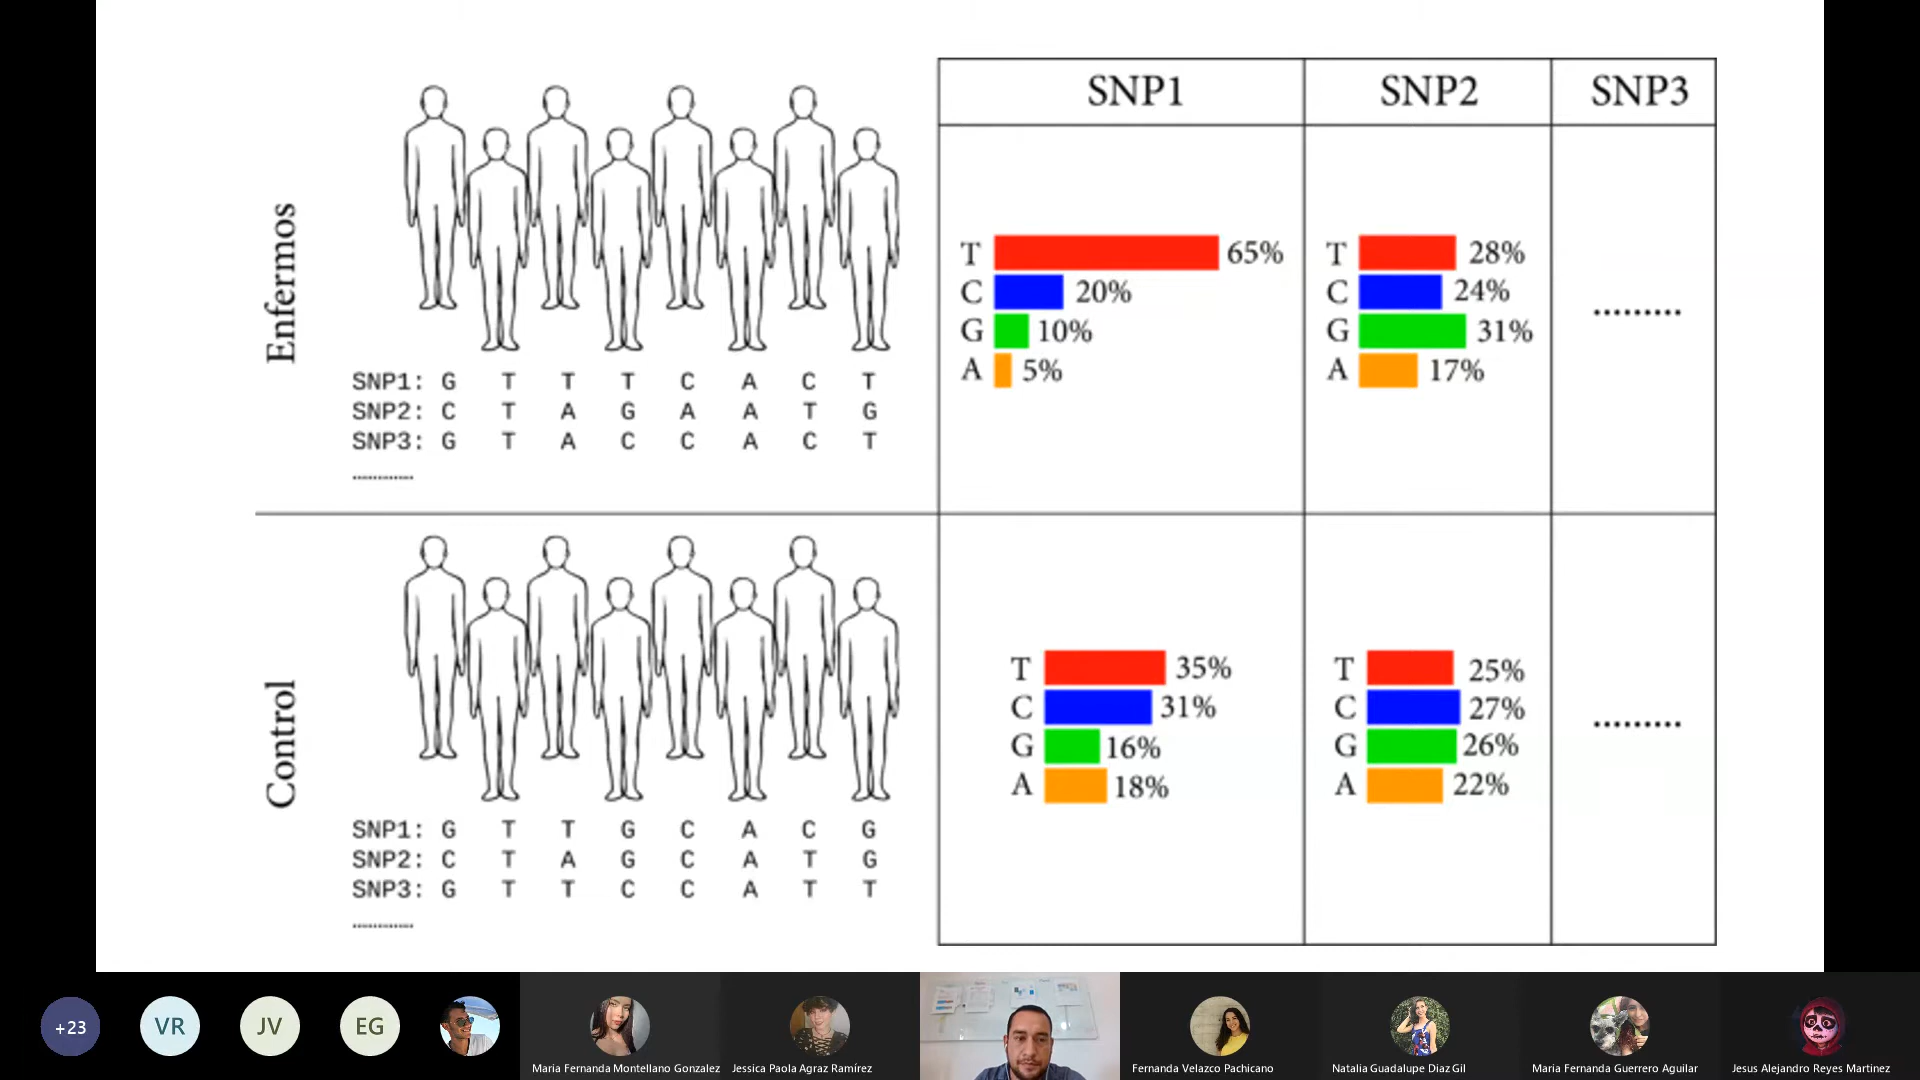 SNP1 SNP2 SNP3
Enfermos
T 65%
C 20%
G 10%
A 5%
T 28%
C 24%
G 31%
A 17%
.........
SNP1: G T T T C A C T
SNP2: C T A G A A T G
SNP3: G T A C C A C T
.............
Control
T 35%
C 31%
G 16%
A 18%
T 25%
C 27%
G 26%
A 22%
.........
SNP1: G T T G C A C G
SNP2: C T A G C A T G
SNP3: G T T C C A T T
.............
+23
VR
JV
EG
Maria Fernanda Montellano Gonzalez
Jessica Paola Agraz Ramírez
Fernanda Velazco Pachicano
Natalia Guadalupe Diaz Gil
Maria Fernanda Guerrero Aguilar
Jesus Alejandro Reyes Martinez